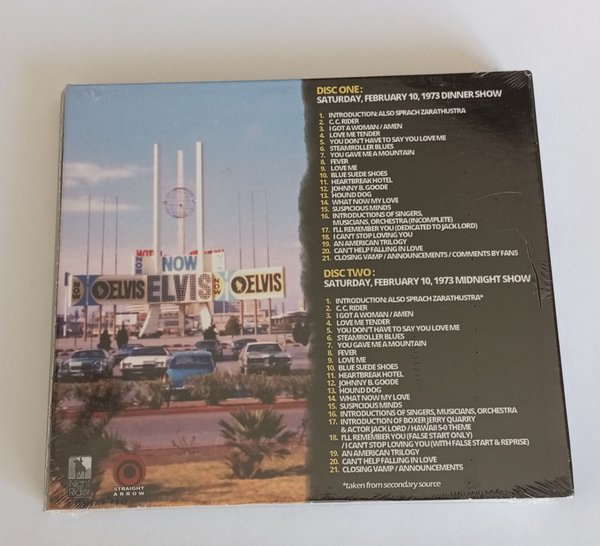 DISC ONE:
SATURDAY, FEBRUARY 10, 1973 DINNER SHOW
1. INTRODUCTION: ALSO SPRACH ZARATHUSTRA
2. C.C. RIDER
3. I GOT A WOMAN / AMEN
4. LOVE ME TENDER
5. YOU DON'T HAVE TO SAY YOU LOVE ME
6. STEAMROLLER BLUES
7. YOU GAVE ME A MOUNTAIN
8. FEVER
9. LOVE ME
10. BLUE SUEDE SHOES
11. HEARTBREAK HOTEL
12. JOHNNY B. GOODE
13. HOUND DOG
14. WHAT NOW MY LOVE
15. SUSPICIOUS MINDS
16. INTRODUCTIONS OF SINGERS,
MUSICIANS, ORCHESTRA (INCOMPLETE)
17. I'LL REMEMBER YOU (DEDICATED TO JACK LORD)
18. I CAN'T STOP LOVING YOU
19. AN AMERICAN TRILOGY
20. CAN'T HELP FALLING IN LOVE
21. CLOSING VAMP / ANNOUNCEMENTS / COMMENTS BY FANS
DISC TWO:
SATURDAY, FEBRUARY 10, 1973 MIDNIGHT SHOW
1. INTRODUCTION: ALSO SPRACH ZARATHUSTRA*
2. C.C. RIDER
3. I GOT A WOMAN / AMEN
4. LOVE ME TENDER
5. YOU DON'T HAVE TO SAY YOU LOVE ME
6. STEAMROLLER BLUES
7. YOU GAVE ME A MOUNTAIN
8. FEVER
9. LOVE ME
10. BLUE SUEDE SHOES
11. HEARTBREAK HOTEL
12. JOHNNY B. GOODE
13. HOUND DOG
14. WHAT NOW MY LOVE
15. SUSPICIOUS MINDS
16. INTRODUCTIONS OF SINGERS, MUSICIANS, ORCHESTRA
17. INTRODUCTION OF BOXER JERRY QUARRY
& ACTOR JACK LORD / HAWAII 5-0 THEME
18. I'LL REMEMBER YOU (FALSE START ONLY)
/ I CAN'T STOP LOVING YOU (WITH FALSE START & REPRISE)
19. AN AMERICAN TRILOGY
20. CAN'T HELP FALLING IN LOVE
21. CLOSING VAMP / ANNOUNCEMENTS
*taken from secondary source
NOW
ELVIS ELVIS ELVIS
NOW
Night
Rider
STRAIGHT
ARROW